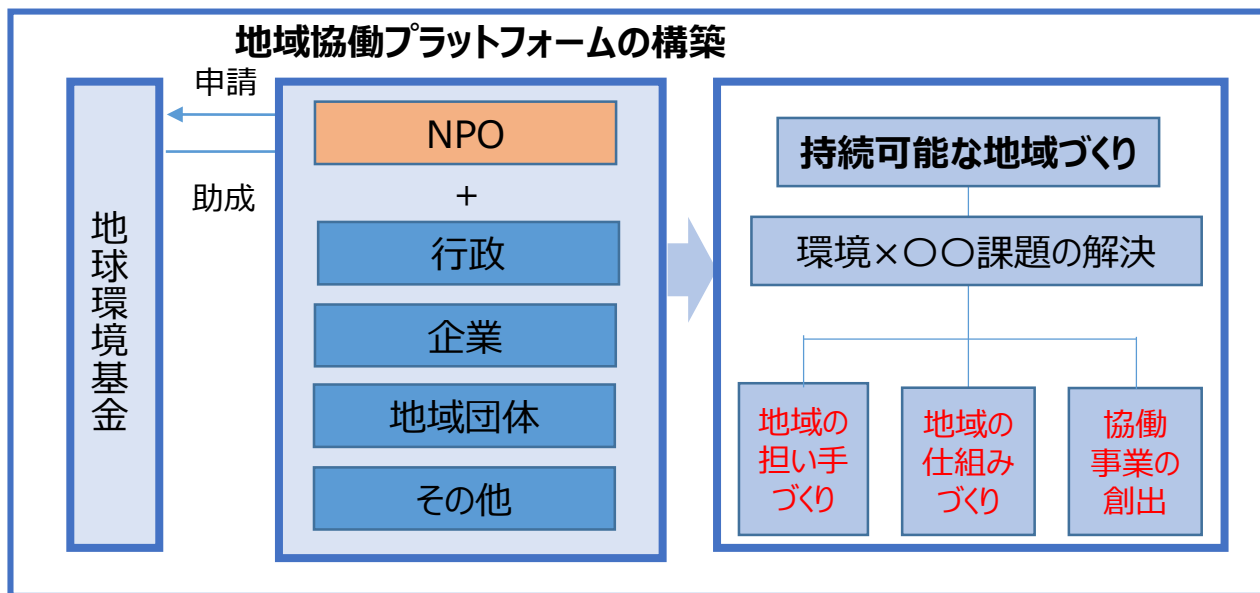 地域協働プラットフォームの構築
申請
助成
地球環境基金
NPO
+
行政
企業
地域団体
その他
持続可能な地域づくり
環境×〇〇課題の解決
地域の
担い手
づくり
地域の
仕組み
づくり
協働
事業の
創出